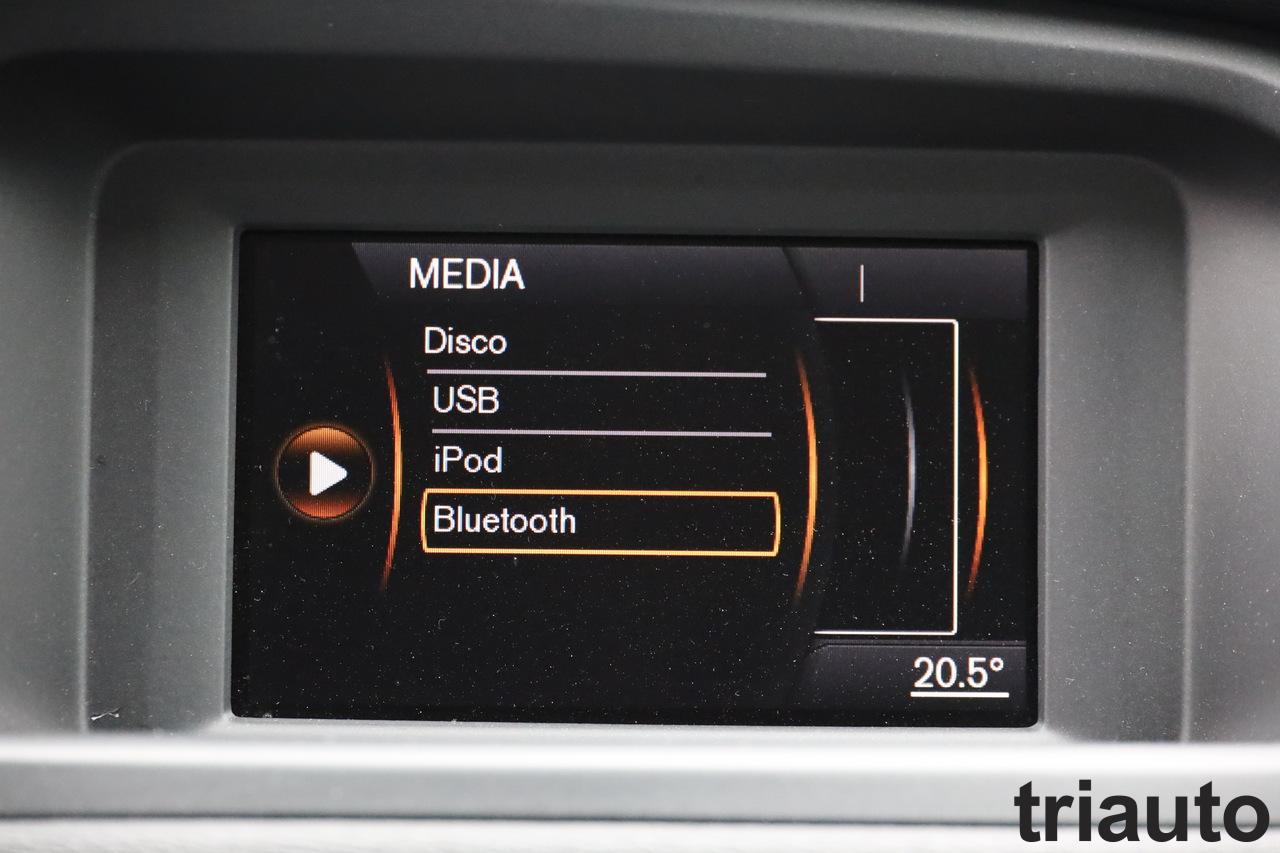 MEDIA
Disco
USB
iPod
Bluetooth
20.5°
triauto